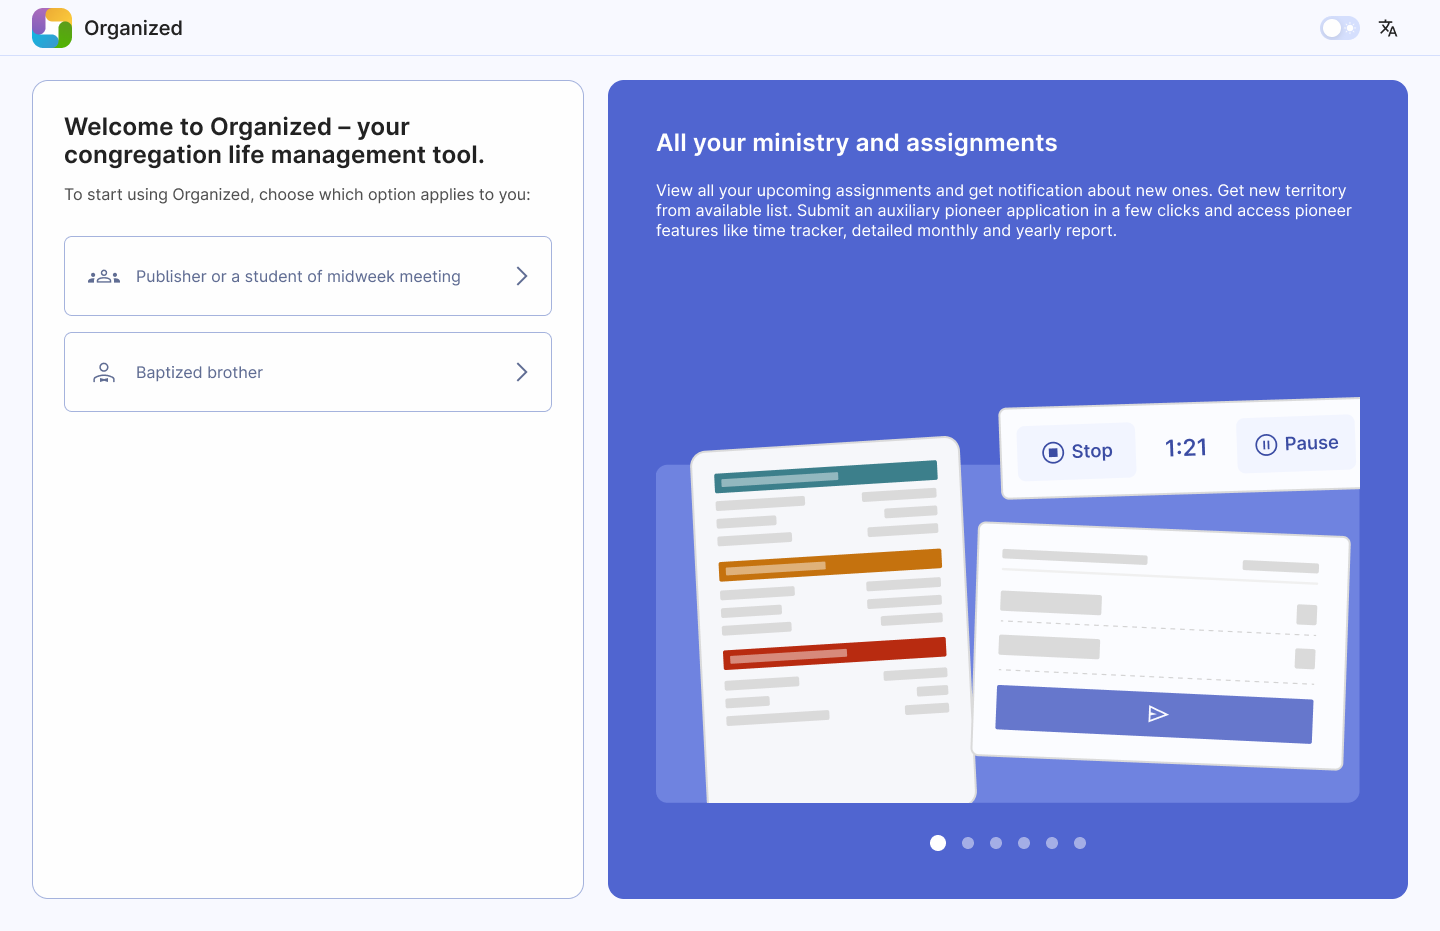 Organized
Welcome to Organized – your
congregation life management tool.
To start using Organized, choose which option applies to you:
Publisher or a student of midweek meeting
Baptized brother
All your ministry and assignments
View all your upcoming assignments and get notification about new ones. Get new territory
from available list. Submit an auxiliary pioneer application in a few clicks and access pioneer
features like time tracker, detailed monthly and yearly report.
Stop
1:21
Pause